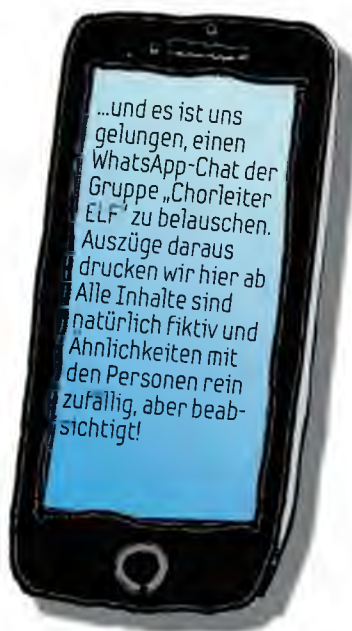 ...und es ist uns
gelungen, einen
WhatsApp-Chat der
Gruppe „Chorleiter
ELF" zu belauschen.
Auszüge daraus
drucken wir hier ab
Alle Inhalte sind
natürlich fiktiv und
Ähnlichkeiten mit
den Personen rein
zufällig, aber beab-
sichtigt!